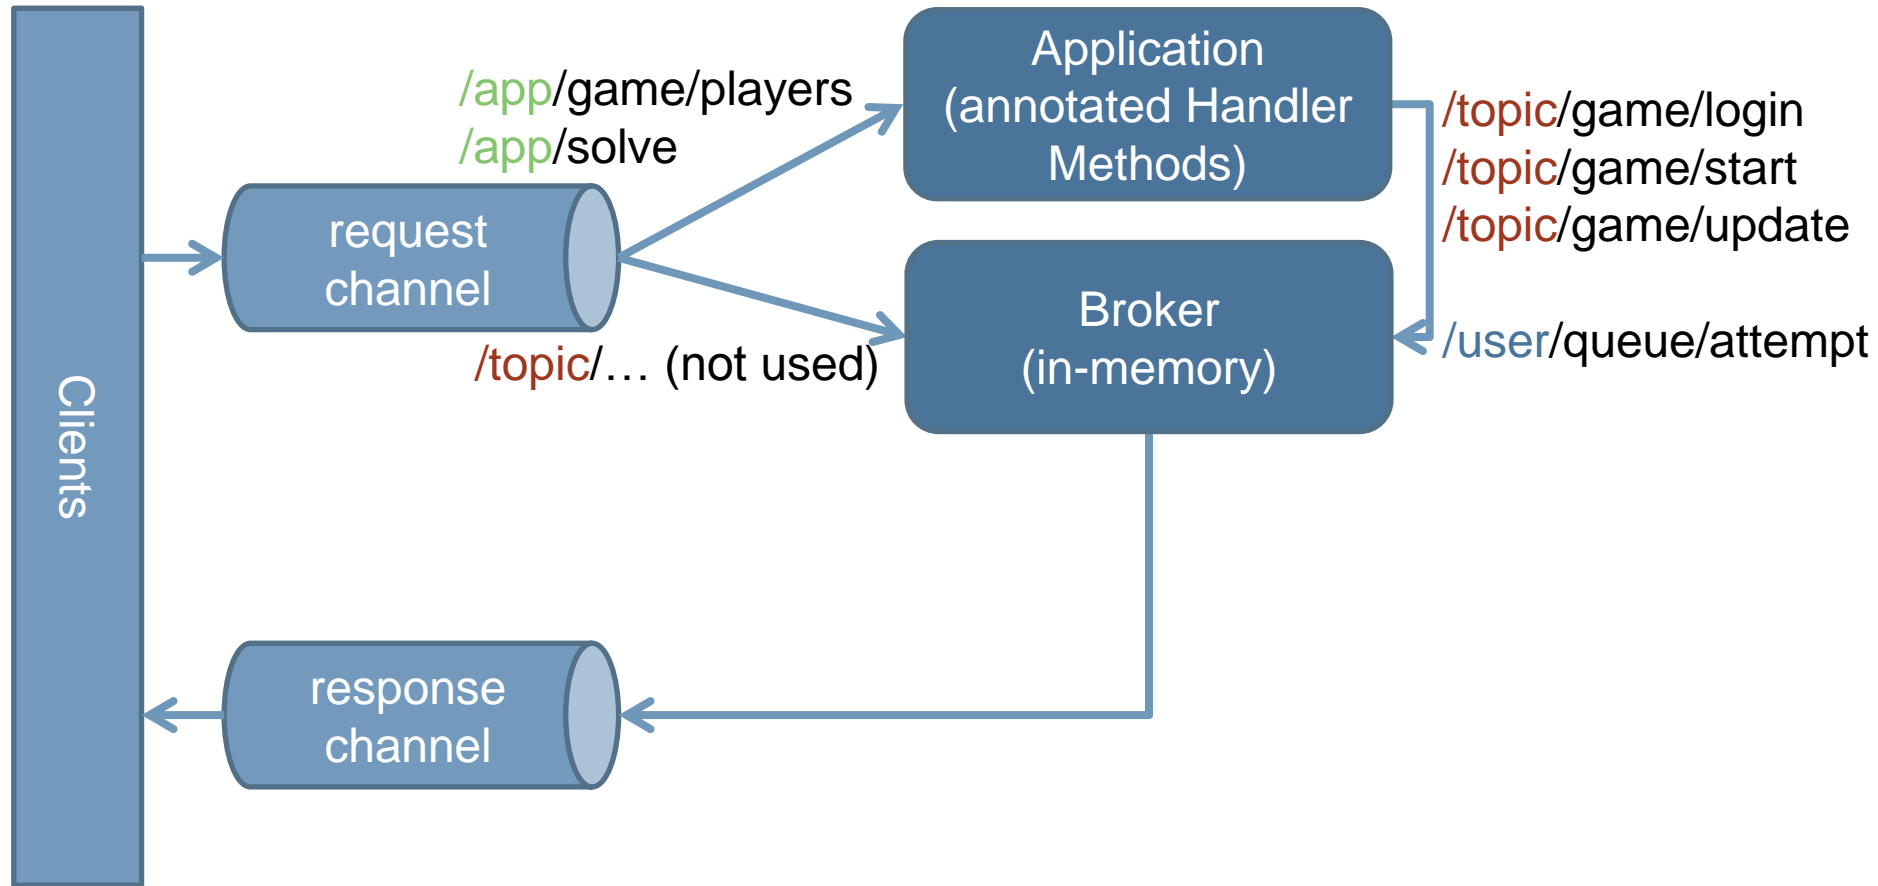 Application
(annotated Handler
Methods)
/app/game/players
/app/solve
/topic/game/login
/topic/game/start
/topic/game/update
request
channel
Broker
(in-memory)
/user/queue/attempt
/topic/… (not used)
Clients
response
channel